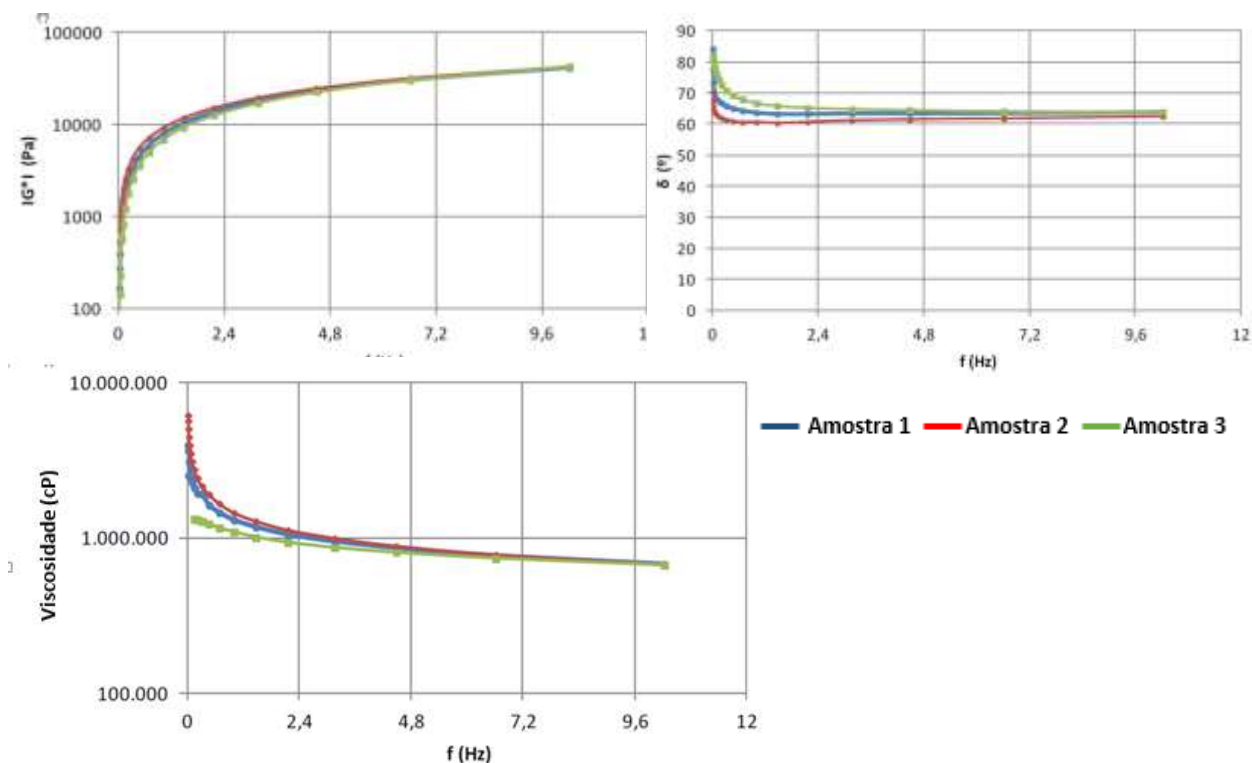 100000
10000
1000
100
IG*I (Pa)
0 2,4 4,8 7,2 9,6 1
90
80
70
60
50
40
30
20
10
0
δ (º)
0 2,4 4,8 7,2 9,6 12
f (Hz)
10.000.000
1.000.000
100.000
Viscosidade (cP)
0 2,4 4,8 7,2 9,6 12
f (Hz)
Amostra 1 Amostra 2 Amostra 3